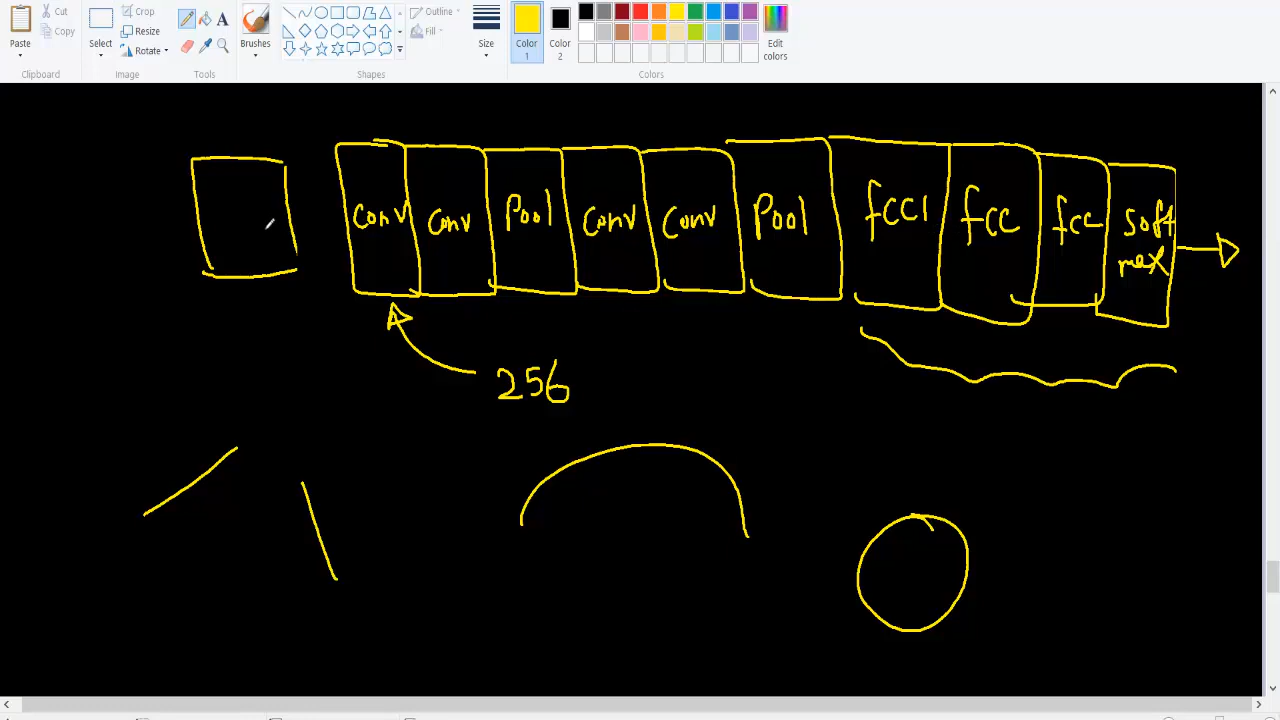 Cut
Copy
Paste
Clipboard
Select
Crop
Resize
Rotate
Image
A
Tools
Brushes
Outline
Fill
Shapes
Size
Color
1
Color
2
Edit
colors
Colors
Conv
Conv
Pool
Conv
Conv
Pool
fCC1
fCC
fCC
Soft
max
256